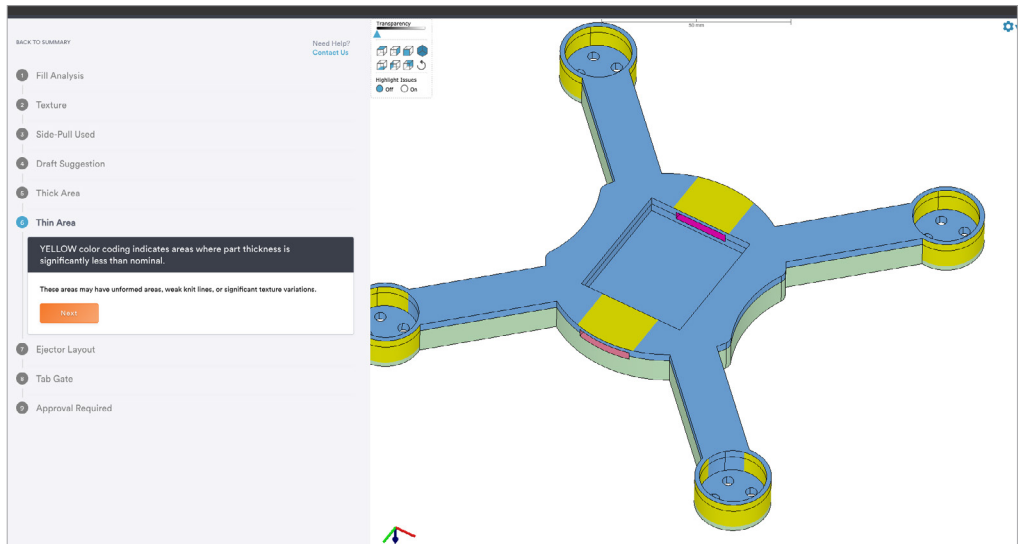 BACK TO SUMMARY
Need Help?
Contact Us
1 Fill Analysis
2 Texture
3 Side-Pull Used
4 Draft Suggestion
5 Thick Area
6 Thin Area
YELLOW color coding indicates areas where part thickness is
significantly less than nominal.
These areas may have unformed areas, weak knit lines, or significant texture variations.
Next
7 Ejector Layout
8 Tab Gate
9 Approval Required
Transparency
Highlight Issues
Off On